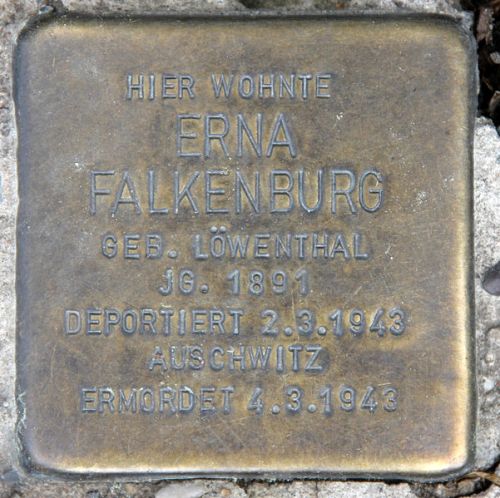 HIER WOHNTE
ERNA
FALKENBURG
GEB. LÖWENTHAL
JG. 1891
DEPORTIERT 2.3.1943
AUSCHWITZ
ERMORDET 4.3.1943